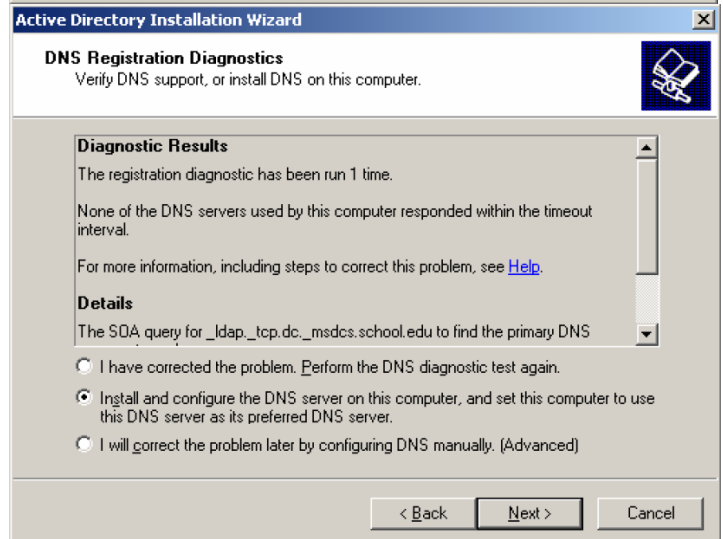 Active Directory Installation Wizard
DNS Registration Diagnostics
Verify DNS support, or install DNS on this computer.
Diagnostic Results
The registration diagnostic has been run 1 time.
None of the DNS servers used by this computer responded within the timeout
interval.
For more information, including steps to correct this problem, see Help.
Details
The SOA query for _ldap._tcp.dc._msdcs.school.edu to find the primary DNS
I have corrected the problem. Perform the DNS diagnostic test again.
Install and configure the DNS server on this computer, and set this computer to use
this DNS server as its preferred DNS server.
I will correct the problem later by configuring DNS manually. (Advanced)
< Back
Next >
Cancel